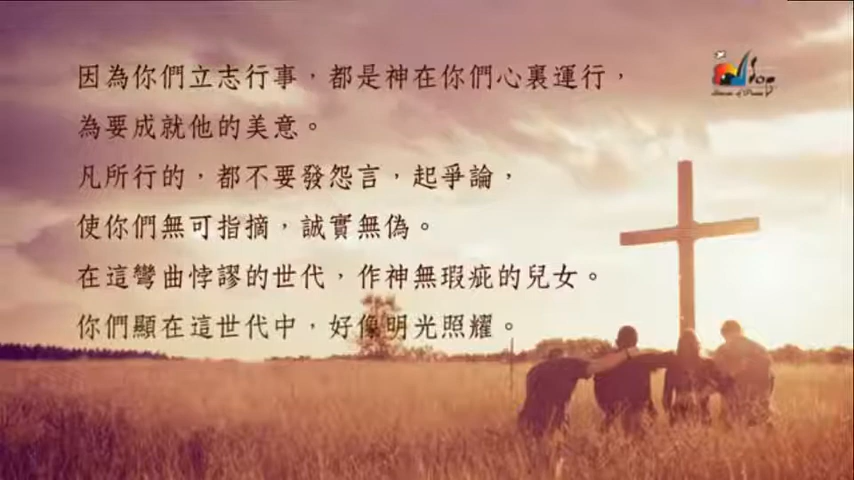 因為你們立志行事，都是神在你們心裏運行，
為要成就他的美意。
凡所行的，都不要發怨言，起爭論，
使你們無可指摘，誠實無偽。
在這彎曲悖謬的世代，作神無瑕疵的兒女。
你們顯在這世代中，好像明光照耀。
Stream of Praise